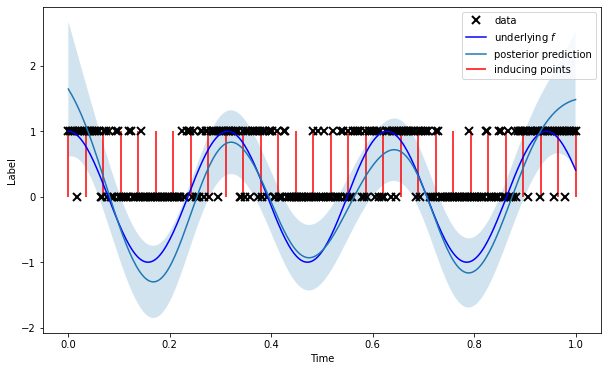 data
underlying f
posterior prediction
inducing points
2
1
0
−1
−2
Label
0.0 0.2 0.4 0.6 0.8 1.0
Time